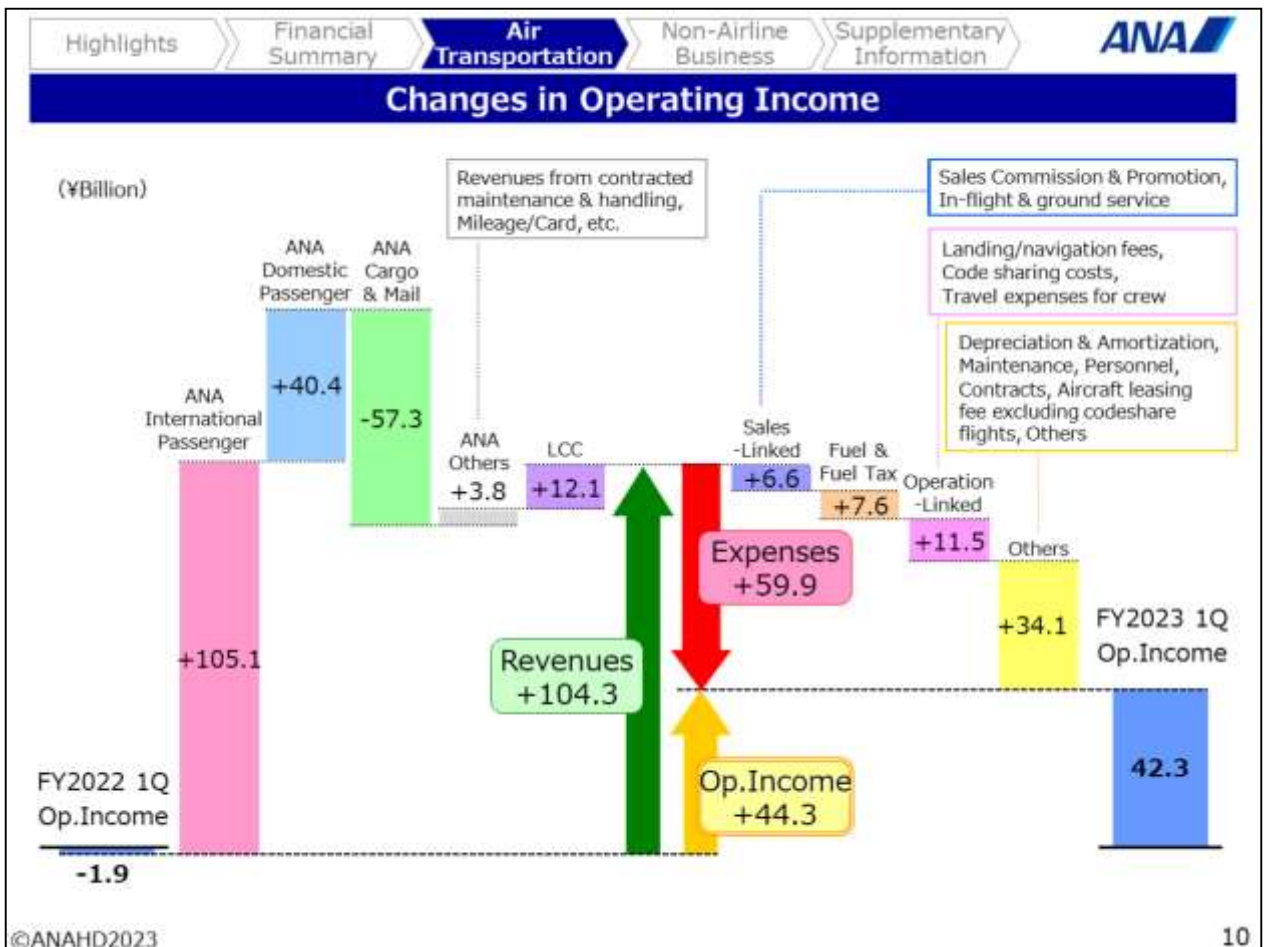 Highlights
Financial
Summary
Air
Transportation
Non-Airline
Business
Supplementary
Information
ANA
Changes in Operating Income
(¥Billion)
Revenues from contracted
maintenance & handling,
Mileage/Card, etc.
Sales Commission & Promotion,
In-flight & ground service
Landing/navigation fees,
Code sharing costs,
Travel expenses for crew
Depreciation & Amortization,
Maintenance, Personnel,
Contracts, Aircraft leasing
fee excluding codeshare
flights, Others
ANA
International
Passenger
+105.1
ANA
Domestic
Passenger
+40.4
ANA
Cargo
& Mail
-57.3
ANA
Others
+3.8
LCC
+12.1
Revenues
+104.3
Expenses
+59.9
Op.Income
+44.3
Sales
-Linked
+6.6
Fuel &
Fuel Tax
+7.6
Operation
-Linked
+11.5
Others
+34.1
FY2022 1Q
Op.Income
-1.9
FY2023 1Q
Op.Income
42.3
©ANAHD2023
10